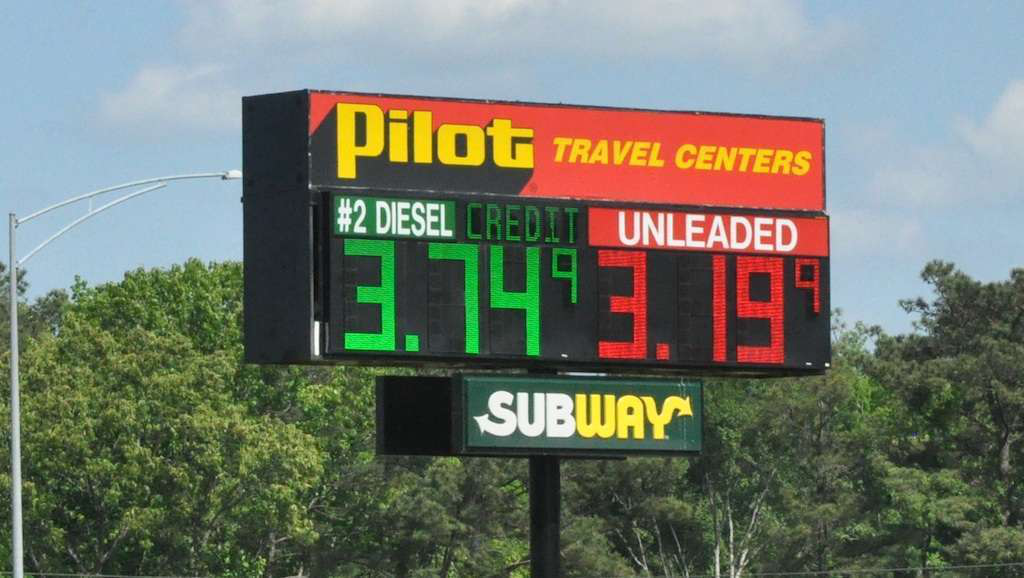 Pilot TRAVEL CENTERS
#2 DIESEL CREDIT UNLEADED
3.74 9 3.19 9
SUBWAY